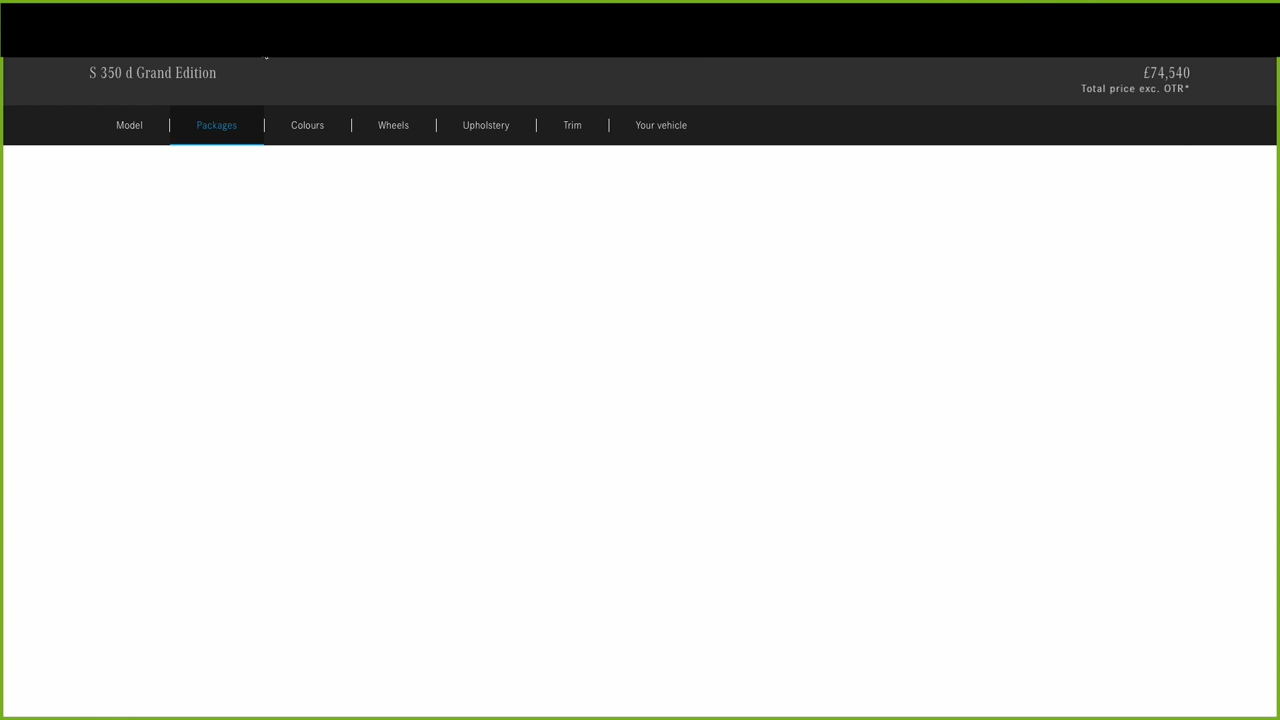 S 350 d Grand Edition
£74,540
Total price exc. OTR*
Model
Packages
Colours
Wheels
Upholstery
Trim
Your vehicle